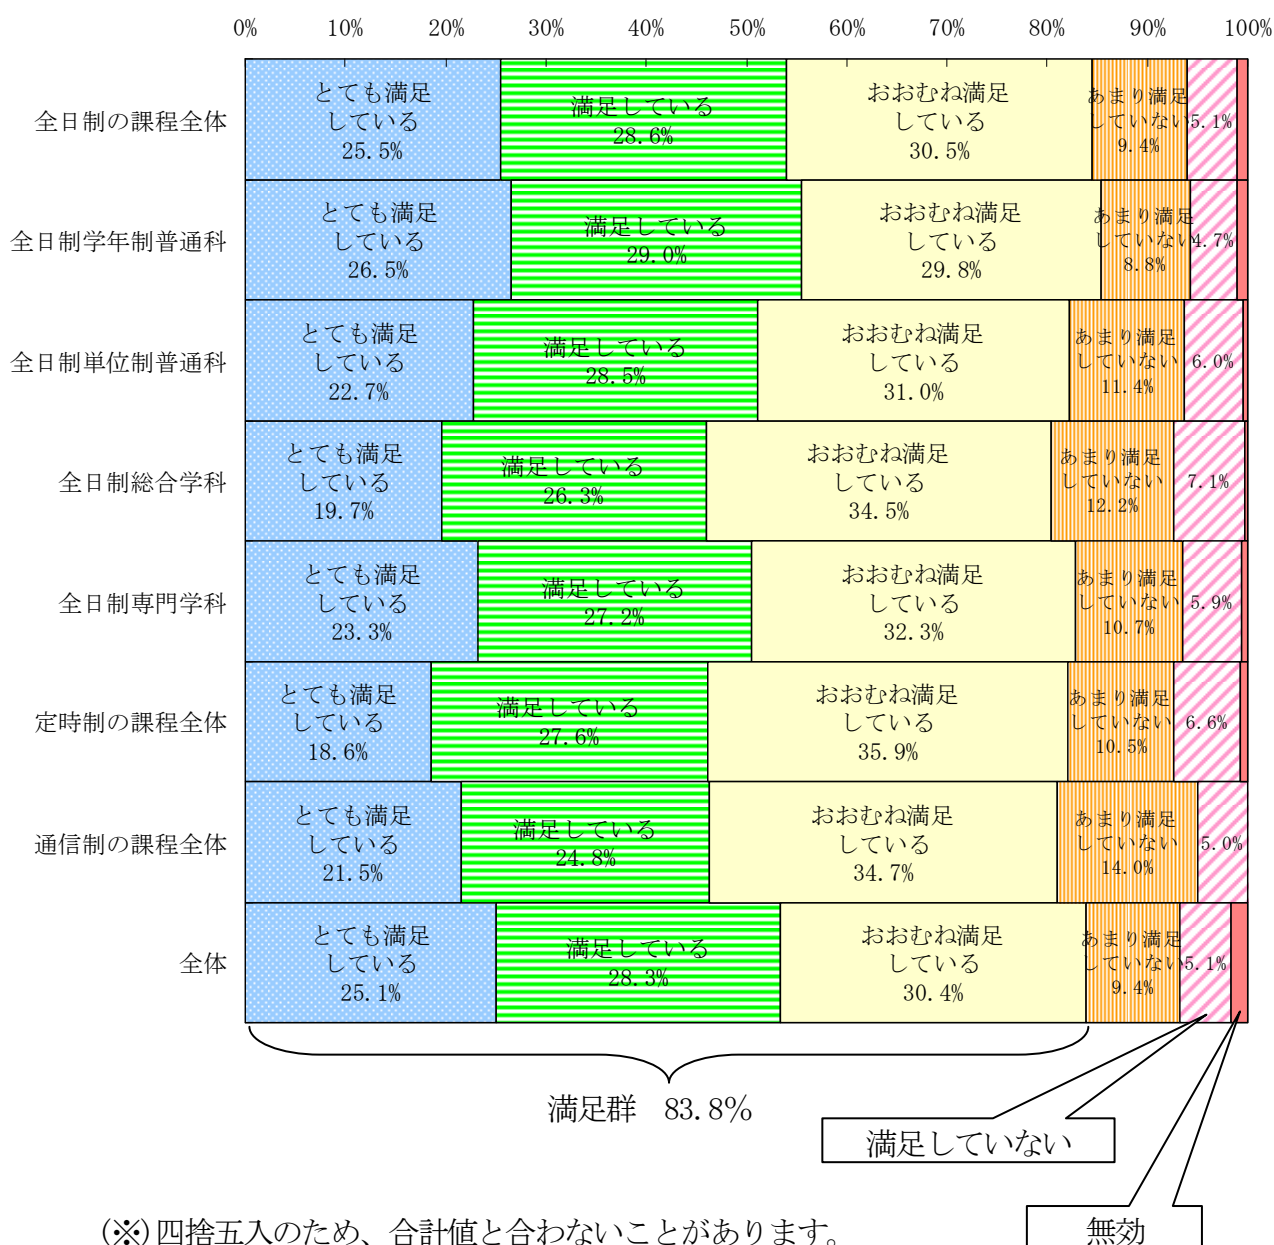 0% 10% 20% 30% 40% 50% 60% 70% 80% 90% 100%
全日制の課程全体
とても満足
している
25.5%
満足している
28.6%
おおむね満足
している
30.5%
あまり満足
していない
9.4%
5.1%
全日制学年制普通科
とても満足
している
26.5%
満足している
29.0%
おおむね満足
している
29.8%
あまり満足
していない
8.8%
4.7%
全日制単位制普通科
とても満足
している
22.7%
満足している
28.5%
おおむね満足
している
31.0%
あまり満足
していない
11.4%
6.0%
全日制総合学科
とても満足
している
19.7%
満足している
26.3%
おおむね満足
している
34.5%
あまり満足
していない
12.2%
7.1%
全日制専門学科
とても満足
している
23.3%
満足している
27.2%
おおむね満足
している
32.3%
あまり満足
していない
10.7%
5.9%
定時制の課程全体
とても満足
している
18.6%
満足している
27.6%
おおむね満足
している
35.9%
あまり満足
していない
10.5%
6.6%
通信制の課程全体
とても満足
している
21.5%
満足している
24.8%
おおむね満足
している
34.7%
あまり満足
していない
14.0%
5.0%
全体
とても満足
している
25.1%
満足している
28.3%
おおむね満足
している
30.4%
あまり満足
していない
9.4%
5.1%
満足群 83.8%
満足していない
無効
(※)四捨五入のため、合計値と合わないことがあります。